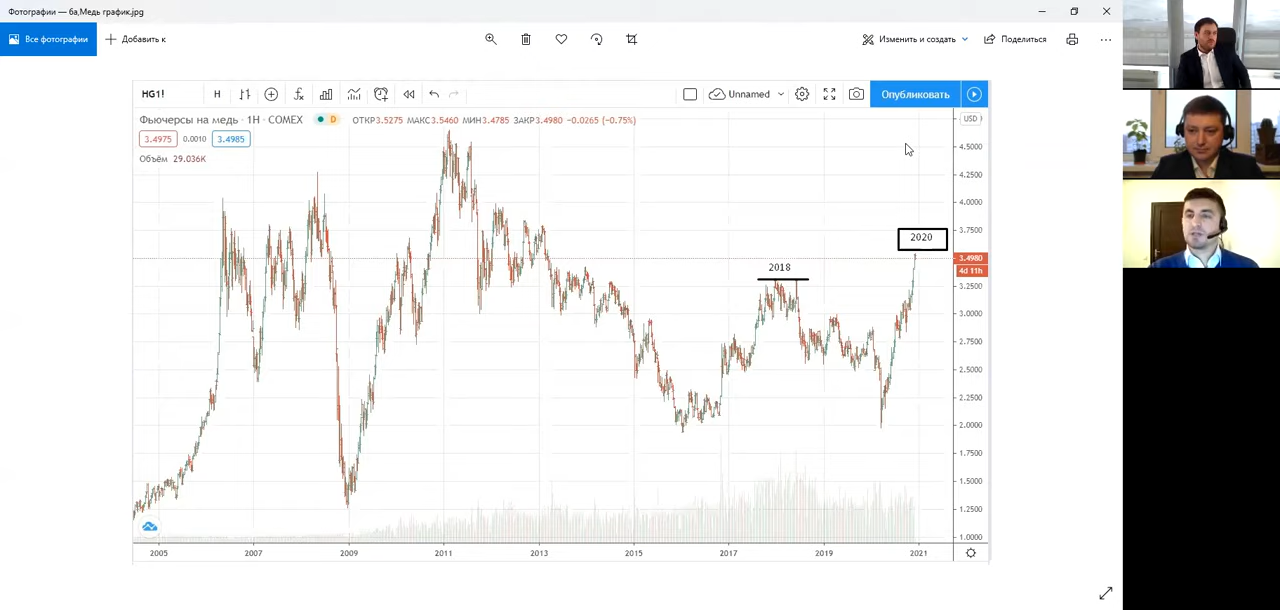 Фотографии — ба,Медь график.jpg
Все фотографии
Добавить к
Изменить и создать
Поделиться
HG1!
Н
Unnamed
Опубликовать
Фьючерсы на медь · 1Н · COMEX
D
ОТКР3.5275 МАКС3.5460 МИН3.4785 ЗАКР3.4980 −0.0265 (−0.75%)
USD
3.4975
0.0010
3.4985
Объём 29.036K
4.5000
4.2500
4.0000
3.7500
3.4980
4d 11h
3.2500
3.0000
2.7500
2.5000
2.2500
2.0000
1.7500
1.5000
1.2500
1.0000
2018
2020
2005 2007 2009 2011 2013 2015 2017 2019 2021